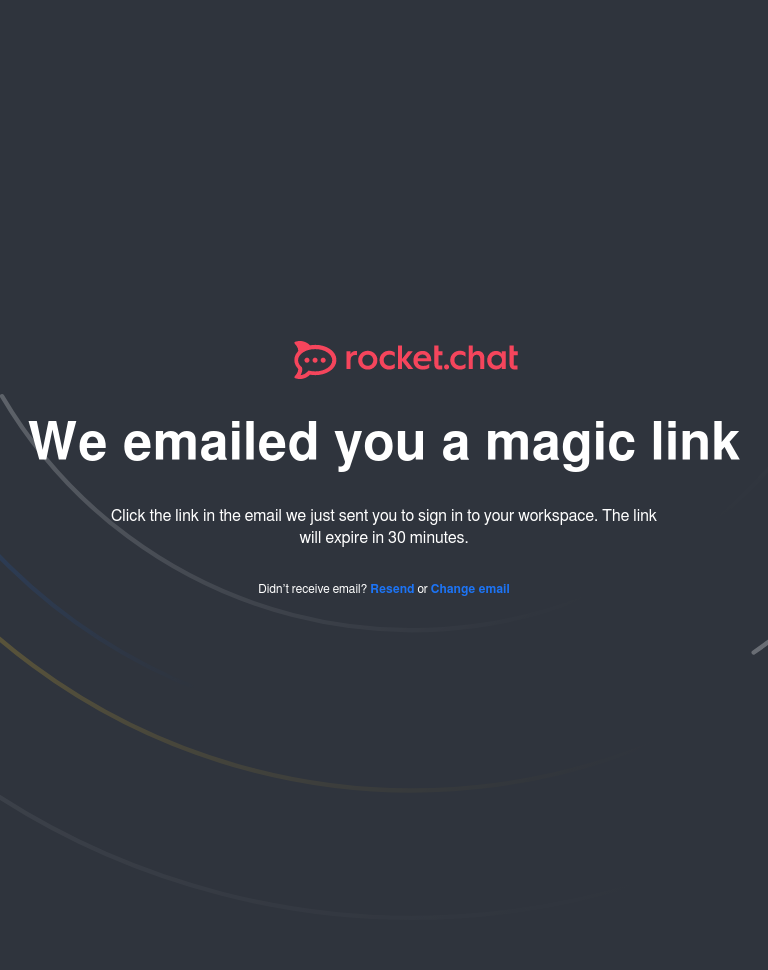 rocket.chat
We emailed you a magic link
Click the link in the email we just sent you to sign in to your workspace. The link
will expire in 30 minutes.
Didn’t receive email? Resend or Change email